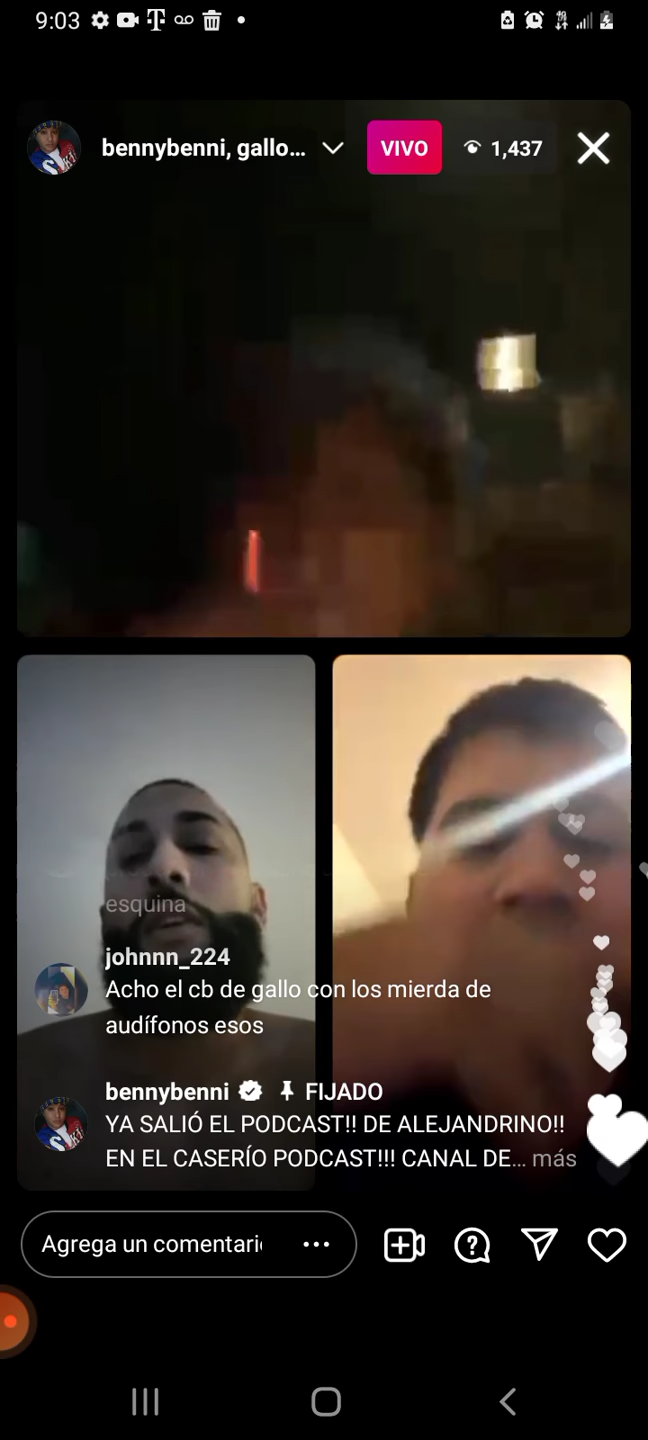 9:03
bennybenni, gallo...
VIVO
1,437
esquina
johnnn_224
Acho el cb de gallo con los mierda de
audífonos esos
bennybenni FIJADO
YA SALIÓ EL PODCAST!! DE ALEJANDRINO!!
EN EL CASERÍO PODCAST!!! CANAL DE... más
Agrega un comentari